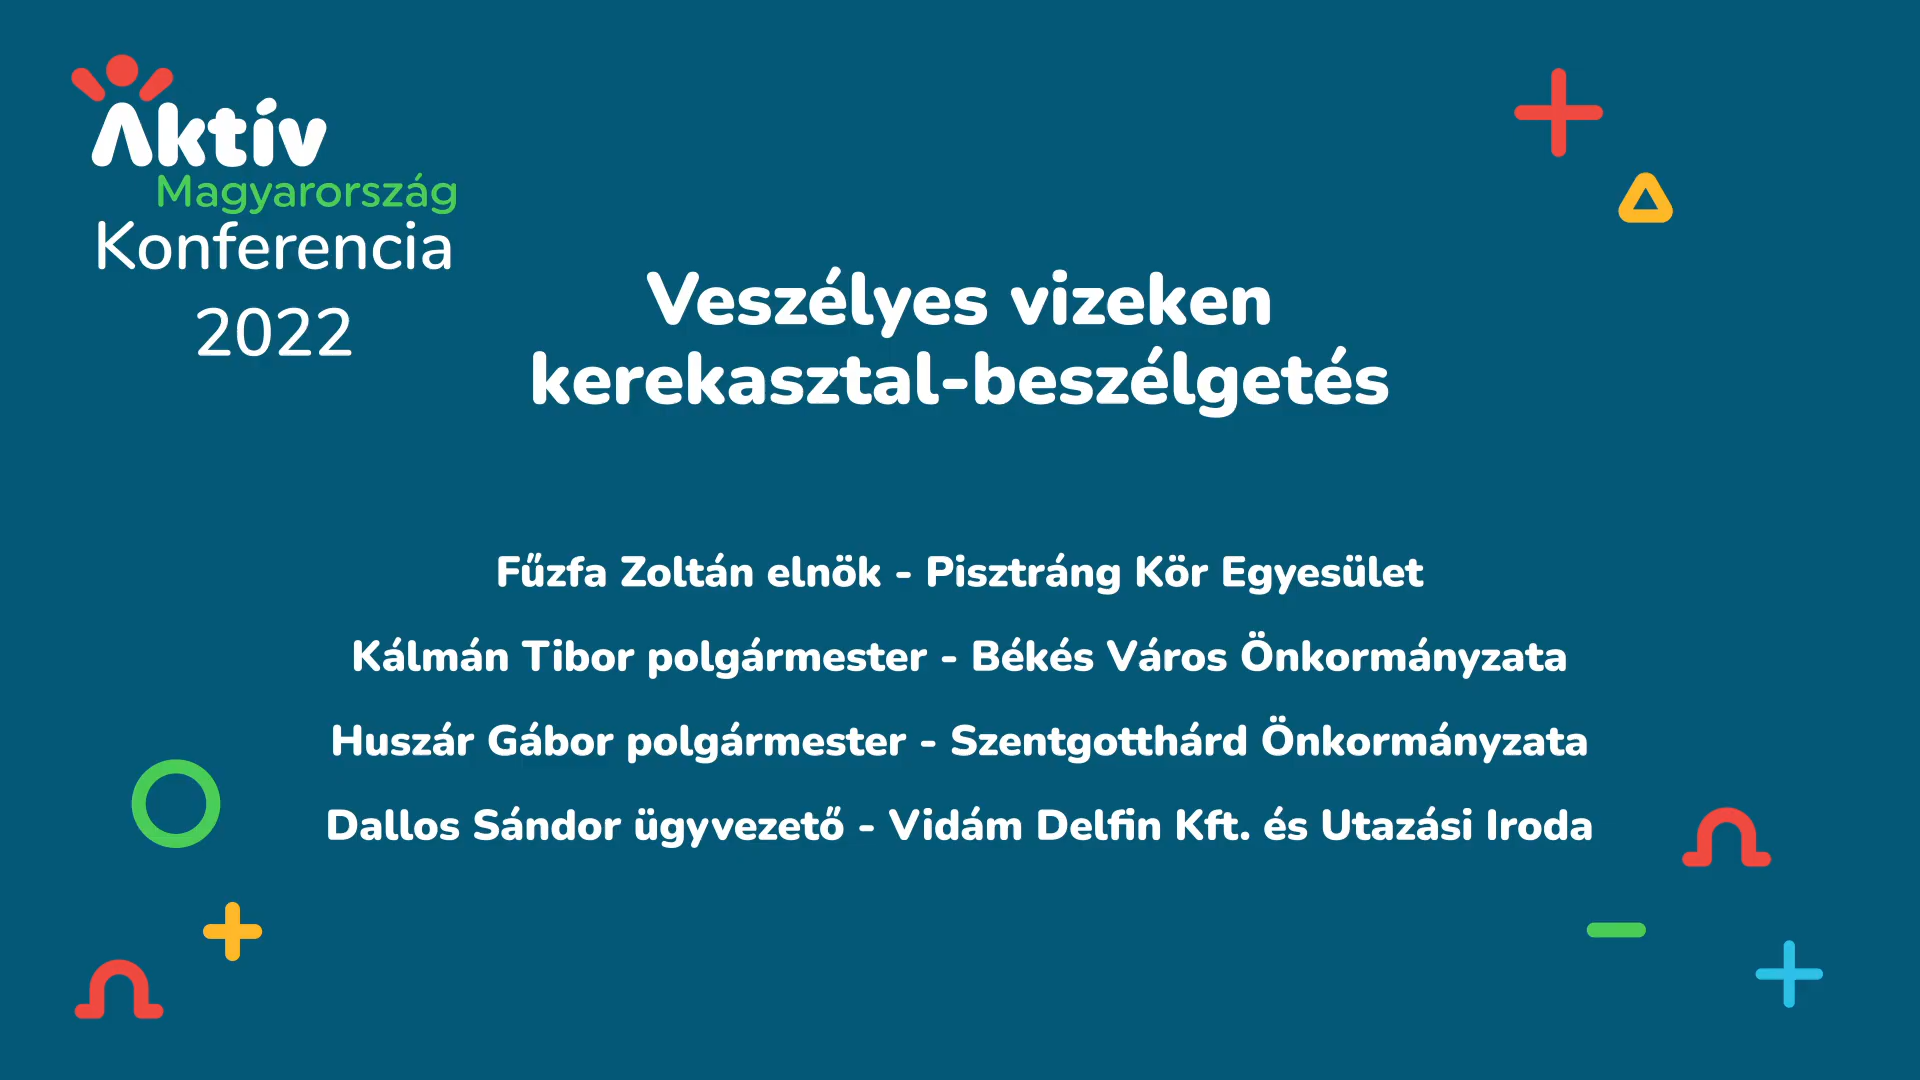 Aktív
Magyarország
Konferencia
2022
Veszélyes vizeken
kerekasztal-beszélgetés
Fűzfa Zoltán elnök - Pisztráng Kör Egyesület
Kálmán Tibor polgármester - Békés Város Önkormányzata
Huszár Gábor polgármester - Szentgotthárd Önkormányzata
Dallos Sándor ügyvezető - Vidám Delfin Kft. és Utazási Iroda